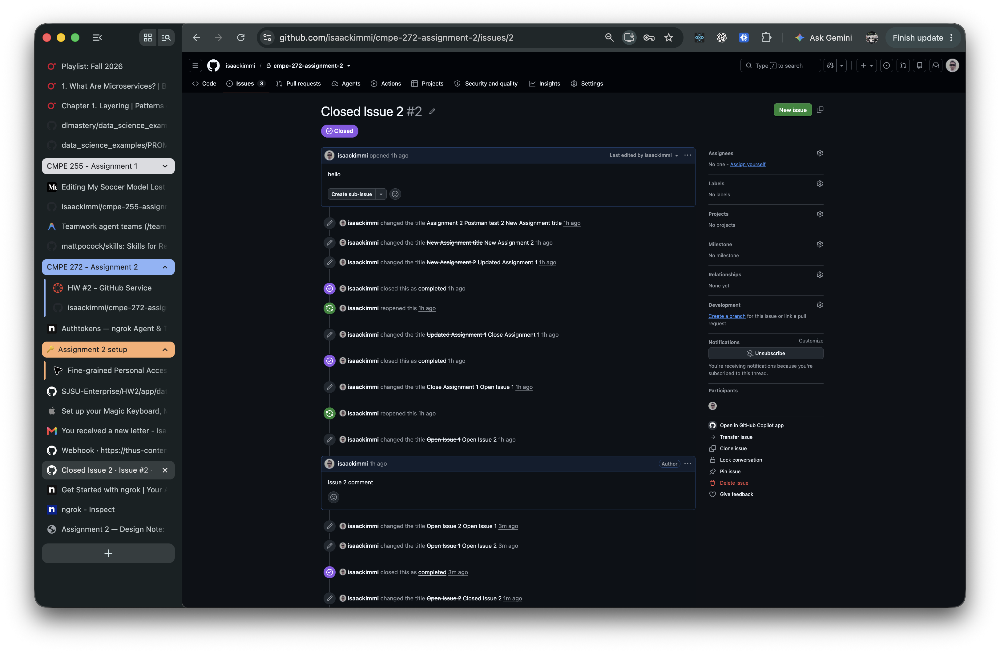 github.com/isaackimmi/cmpe-272-assignment-2/issues/2
Ask Gemini
Finish update
Playlist: Fall 2026
1. What Are Microservices? | B
Chapter 1. Layering | Patterns
dlmastery/data_science_exam
data_science_examples/PROM
CMPE 255 - Assignment 1
Editing My Soccer Model Lost
isaackimmi/cmpe-255-assignm
Teamwork agent teams (/team
mattpocock/skills: Skills for Re
CMPE 272 - Assignment 2
HW #2 - GitHub Service
isaackimmi/cmpe-272-assig
Authtokens — ngrok Agent & T
Assignment 2 setup
Fine-grained Personal Acces
SJSU-Enterprise/HW2/app/dat
Set up your Magic Keyboard, M
You received a new letter - isa
Webhook · https://thus-conten
Closed Issue 2 · Issue #2 ·
Get Started with ngrok | Your A
ngrok - Inspect
Assignment 2 — Design Note:
isaackimmi / cmpe-272-assignment-2
Type / to search
Code
Issues 3
Pull requests
Agents
Actions
Projects
Security and quality
Insights
Settings
Closed Issue 2 #2
New issue
Closed
isaackimmi opened 1h ago
Last edited by isaackimmi
hello
Create sub-issue
isaackimmi changed the title Assignment 2 Postman test 2 New Assignment title 1h ago
isaackimmi changed the title New Assignment title New Assignment 2 1h ago
isaackimmi changed the title New Assignment 2 Updated Assignment 1 1h ago
isaackimmi closed this as completed 1h ago
isaackimmi reopened this 1h ago
isaackimmi changed the title Updated Assignment 1 Close Assignment 1 1h ago
isaackimmi closed this as completed 1h ago
isaackimmi changed the title Close Assignment 1 Open Issue 1 1h ago
isaackimmi reopened this 1h ago
isaackimmi changed the title Open Issue 1 Open Issue 2 1h ago
isaackimmi 1h ago
Author
issue 2 comment
isaackimmi changed the title Open Issue 2 Open Issue 1 3m ago
isaackimmi changed the title Open Issue 1 Open Issue 2 3m ago
isaackimmi closed this as completed 3m ago
isaackimmi changed the title Open Issue 2 Closed Issue 2 1m ago
Assignees
No one - Assign yourself
Labels
No labels
Projects
No projects
Milestone
No milestone
Relationships
None yet
Development
Create a branch for this issue or link a pull
request.
Notifications
Customize
Unsubscribe
You're receiving notifications because you're
subscribed to this thread.
Participants
Open in GitHub Copilot app
Transfer issue
Clone issue
Lock conversation
Pin issue
Delete issue
Give feedback